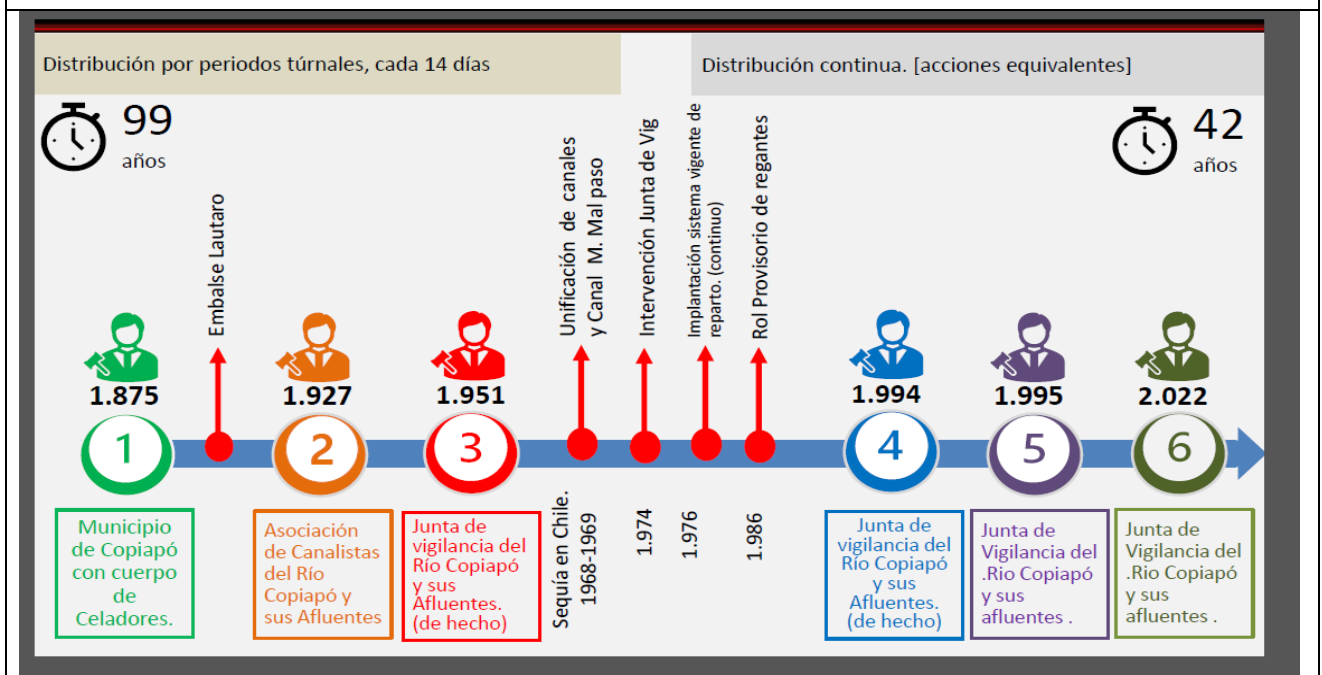 Distribución por periodos túrnales, cada 14 días
Distribución continua. [acciones equivalentes]
99
años
42
años
Embalse Lautaro
Unificación de canales
y Canal M. Mal paso
Intervención Junta de Vig
Implantación sistema vigente de
reparto. (continuo)
Rol Provisorio de regantes
1.875
1.927
1.951
1.994
1.995
2.022
1
2
3
4
5
6
Municipio
de Copiapó
con cuerpo
de
Celadores.
Asociación
de Canalistas
del Río
Copiapó y
sus Afluentes
Junta de
vigilancia del
Río Copiapó
y sus
Afluentes.
(de hecho)
Sequía en Chile.
1968-1969
1.974
1.976
1.986
Junta de
vigilancia del
Río Copiapó
y sus
Afluentes.
(de hecho)
Junta de
Vigilancia del
.Rio Copiapó
y sus
afluentes .
Junta de
Vigilancia del
.Rio Copiapó
y sus
afluentes .